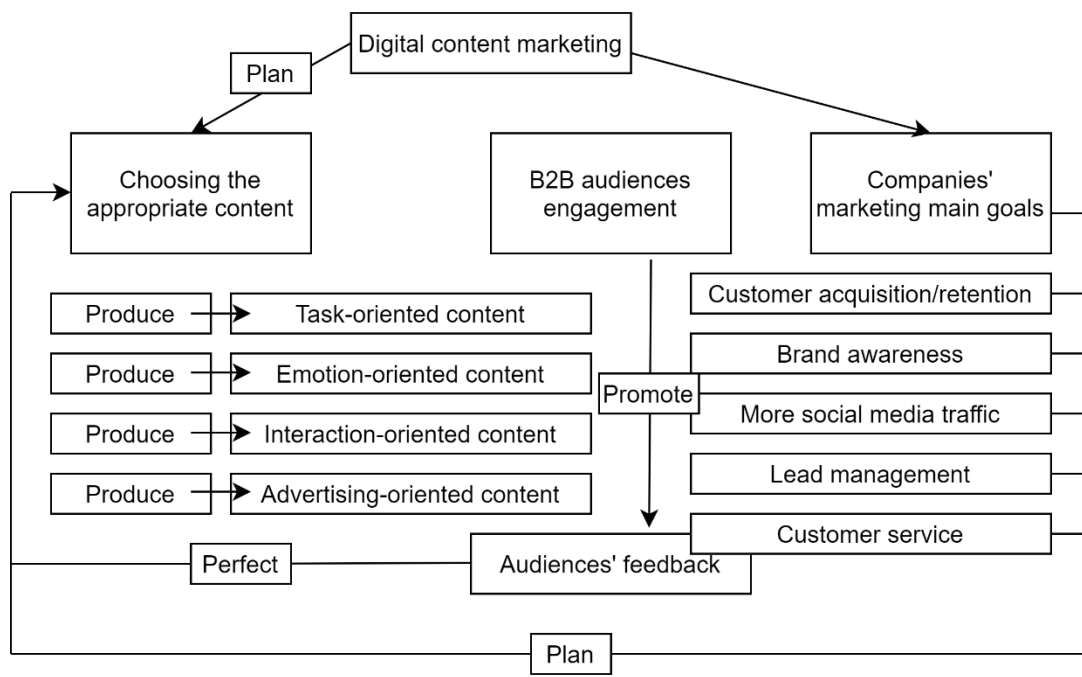 Digital content marketing
Plan
Choosing the
appropriate content
B2B audiences
engagement
Companies'
marketing main goals
Produce
Task-oriented content
Customer acquisition/retention
Produce
Emotion-oriented content
Brand awareness
Promote
Produce
Interaction-oriented content
More social media traffic
Produce
Advertising-oriented content
Lead management
Customer service
Perfect
Audiences' feedback
Plan